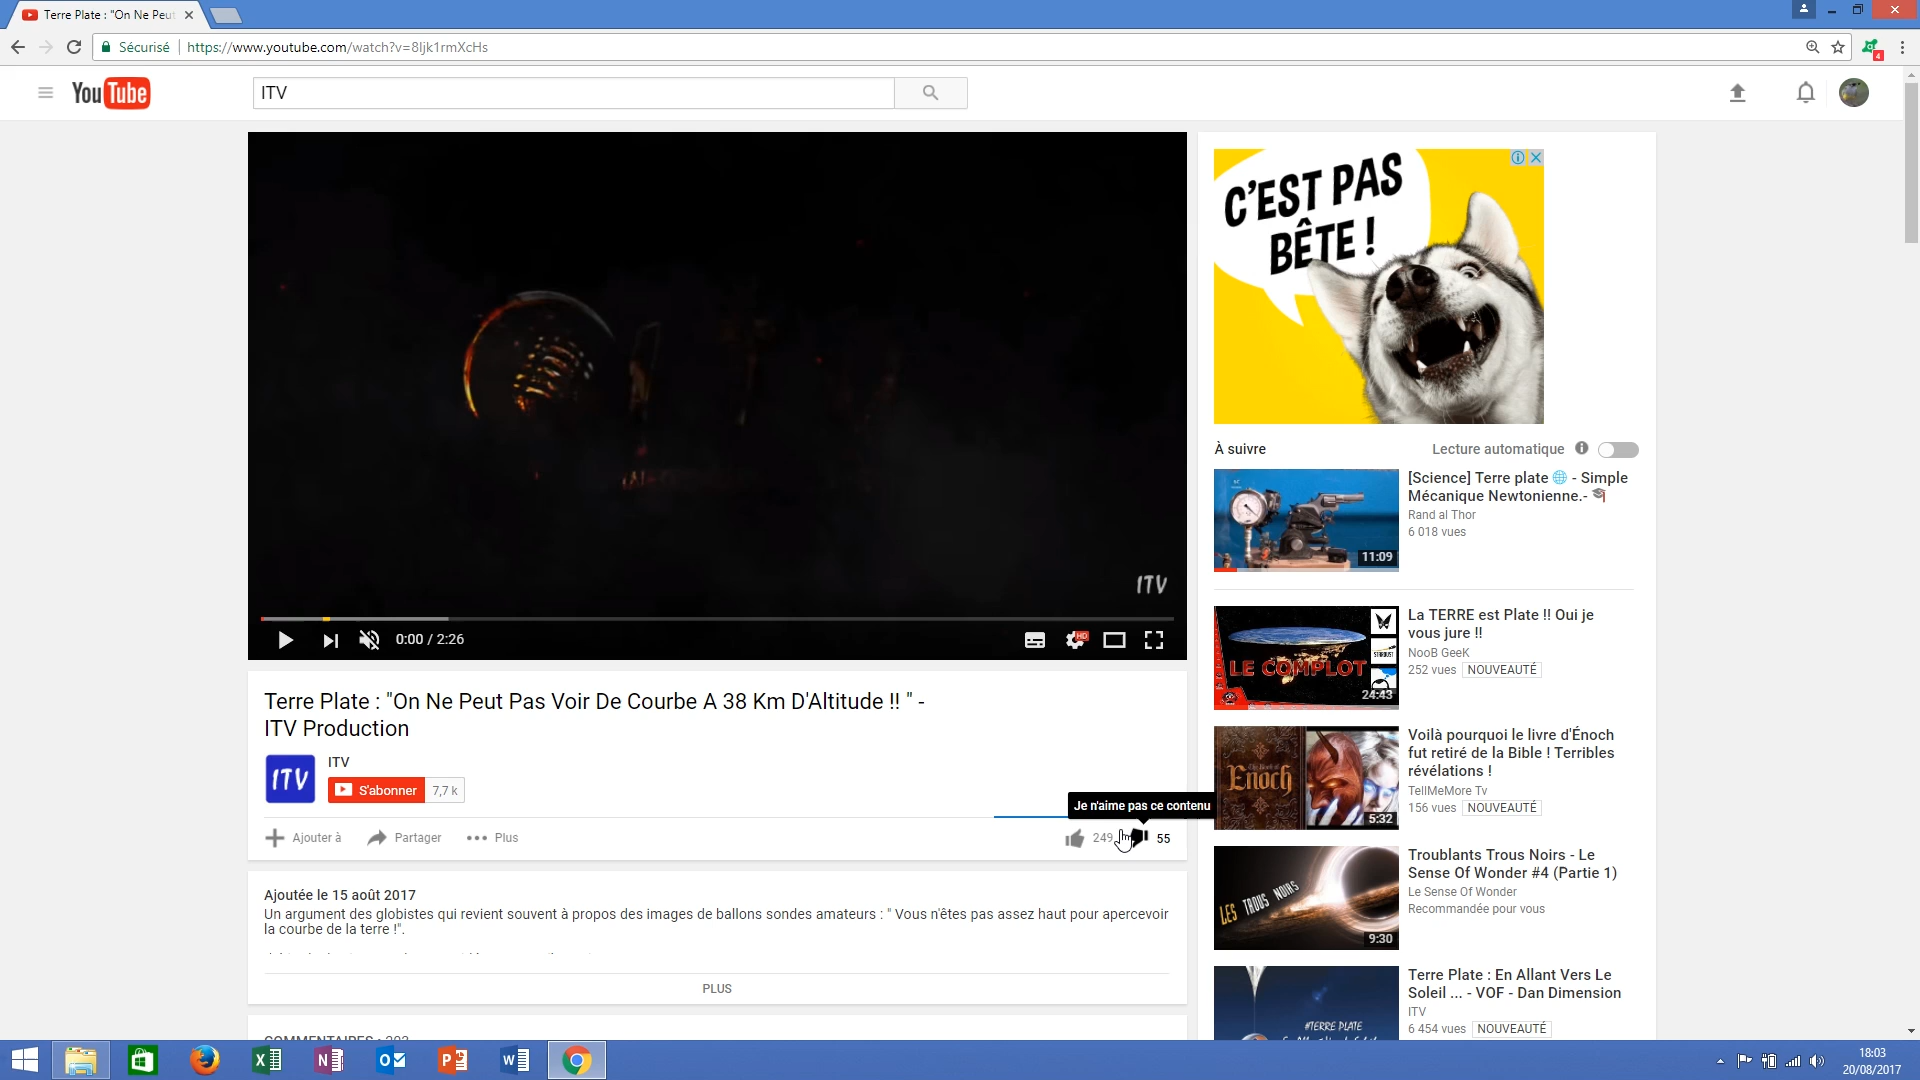 Terre Plate : "On Ne Peut
Sécurisé
https://www.youtube.com/watch?v=8Ijk1rmXcHs
4
YouTube
ITV
C'EST PAS
BÊTE !
ITV
0:00 / 2:26
HD
Terre Plate : "On Ne Peut Pas Voir De Courbe A 38 Km D'Altitude !! " -
ITV Production
ITV
ITV
S'abonner
7,7 k
Je n'aime pas ce contenu
Ajouter à
Partager
Plus
249
55
Ajoutée le 15 août 2017
Un argument des globistes qui revient souvent à propos des images de ballons sondes amateurs : " Vous n'êtes pas assez haut pour apercevoir
la courbe de la terre !".
PLUS
COMMENTAIRES
À suivre
Lecture automatique
11:09
[Science] Terre plate 🌐 - Simple
Mécanique Newtonienne.- 🎓
Rand al Thor
6 018 vues
LE COMPLOT
24:43
La TERRE est Plate !! Oui je
vous jure !!
NooB GeeK
252 vues
NOUVEAUTÉ
Enoch
5:32
Voilà pourquoi le livre d'Énoch
fut retiré de la Bible ! Terribles
révélations !
TellMeMore Tv
156 vues
NOUVEAUTÉ
LES TROUS NOIRS
9:30
Troublants Trous Noirs - Le
Sense Of Wonder #4 (Partie 1)
Le Sense Of Wonder
Recommandée pour vous
#TERRE PLATE
Terre Plate : En Allant Vers Le
Soleil ... - VOF - Dan Dimension
ITV
6 454 vues
NOUVEAUTÉ
18:03
20/08/2017